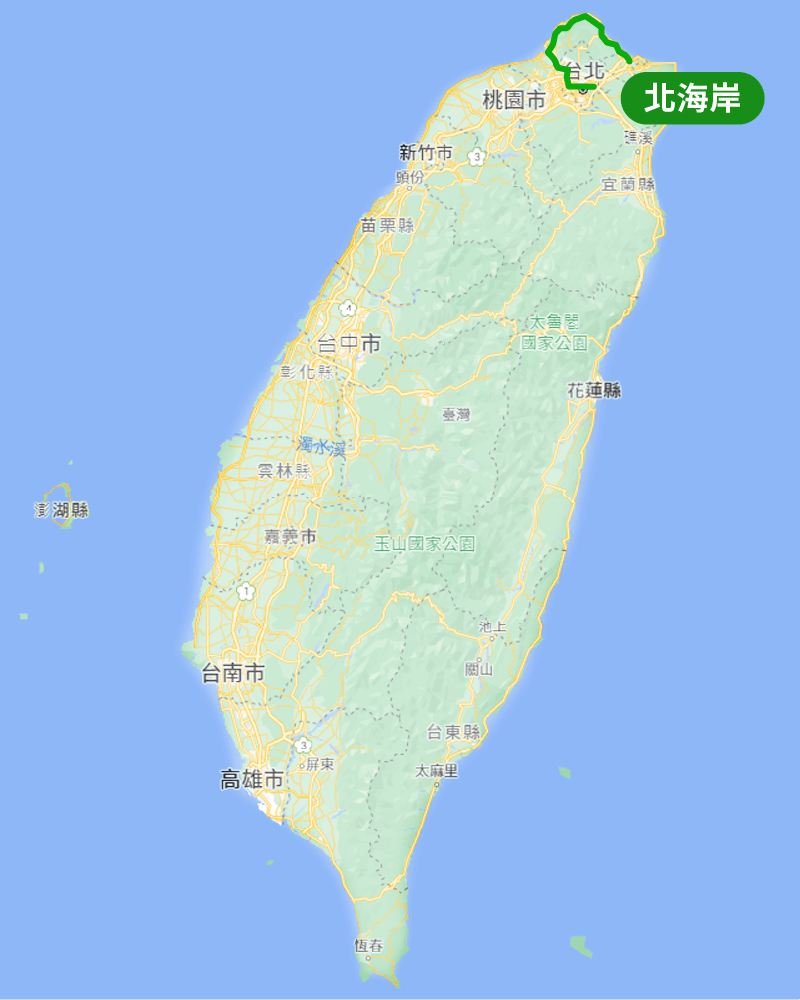 台北
北海岸
桃園市
礁溪
新竹市
3
頭份
宜蘭縣
苗栗縣
4
太魯閣
國家公園
台中市
彰化縣
花蓮縣
臺灣
濁水溪
雲林縣
澎湖縣
嘉義市
玉山國家公園
1
池上
關山
台南市
台東縣
3
屏東
太麻里
高雄市
恆春